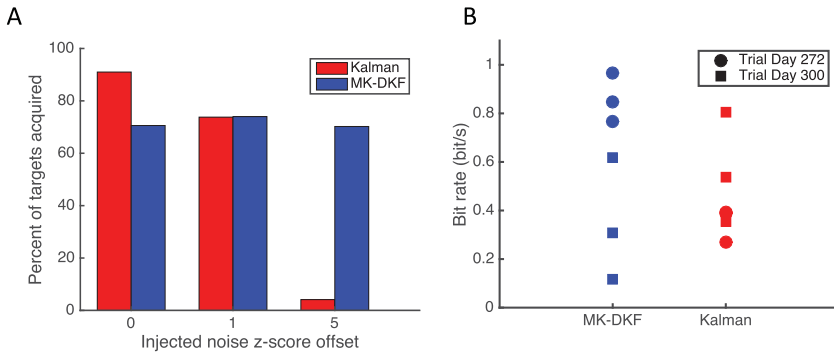 A
Percent of targets acquired
100
80
60
40
20
0
Kalman
MK-DKF
0 1 5
Injected noise z-score offset
B
Bit rate (bit/s)
1
0.8
0.6
0.4
0.2
0
Trial Day 272
Trial Day 300
MK-DKF Kalman